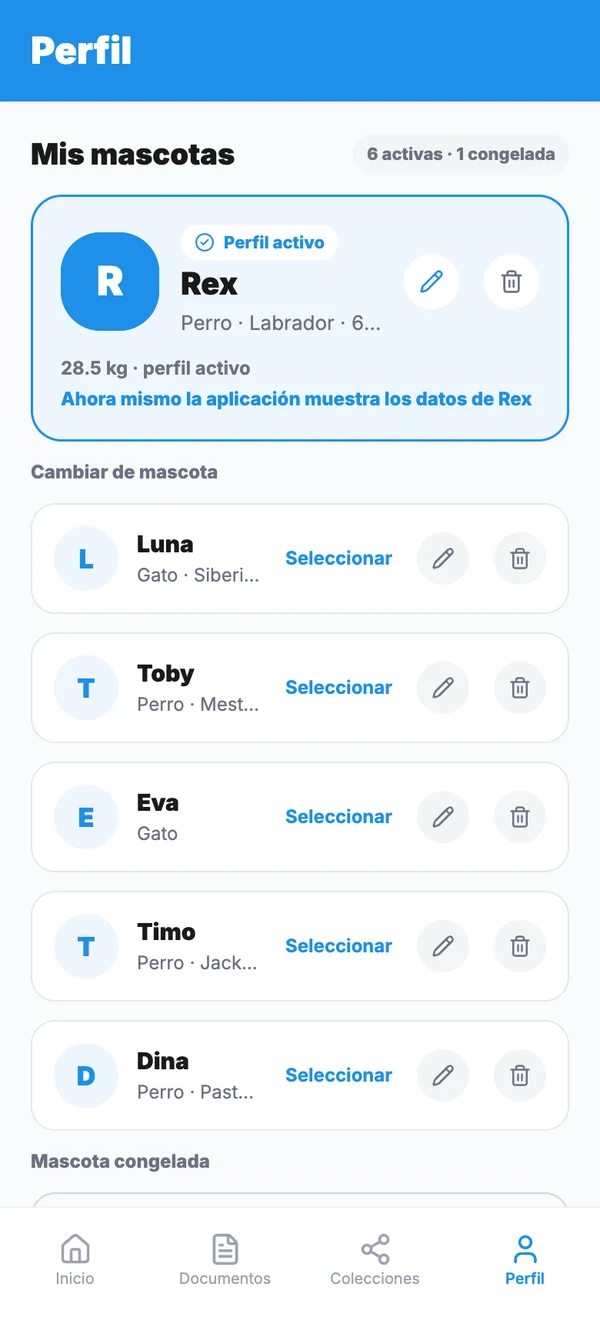 Perfil
Mis mascotas
6 activas · 1 congelada
R
Perfil activo
Rex
Perro · Labrador · 6...
28.5 kg · perfil activo
Ahora mismo la aplicación muestra los datos de Rex
Cambiar de mascota
L
Luna
Gato · Siberi...
Seleccionar
T
Toby
Perro · Mest...
Seleccionar
E
Eva
Gato
Seleccionar
T
Timo
Perro · Jack...
Seleccionar
D
Dina
Perro · Past...
Seleccionar
Mascota congelada
Inicio
Documentos
Colecciones
Perfil